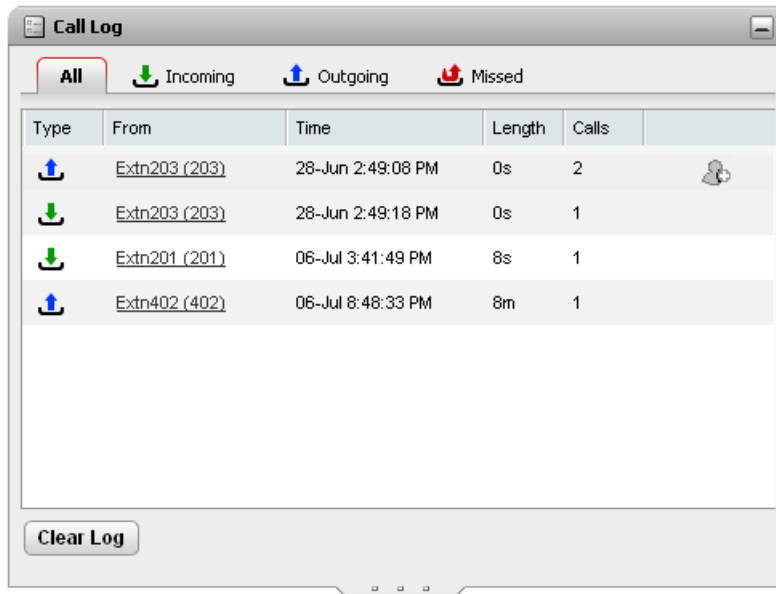 Call Log
All Incoming Outgoing Missed
Type From Time Length Calls
Extn203 (203) 28-Jun 2:49:08 PM 0s 2
Extn203 (203) 28-Jun 2:49:18 PM 0s 1
Extn201 (201) 06-Jul 3:41:49 PM 8s 1
Extn402 (402) 06-Jul 8:48:33 PM 8m 1
Clear Log